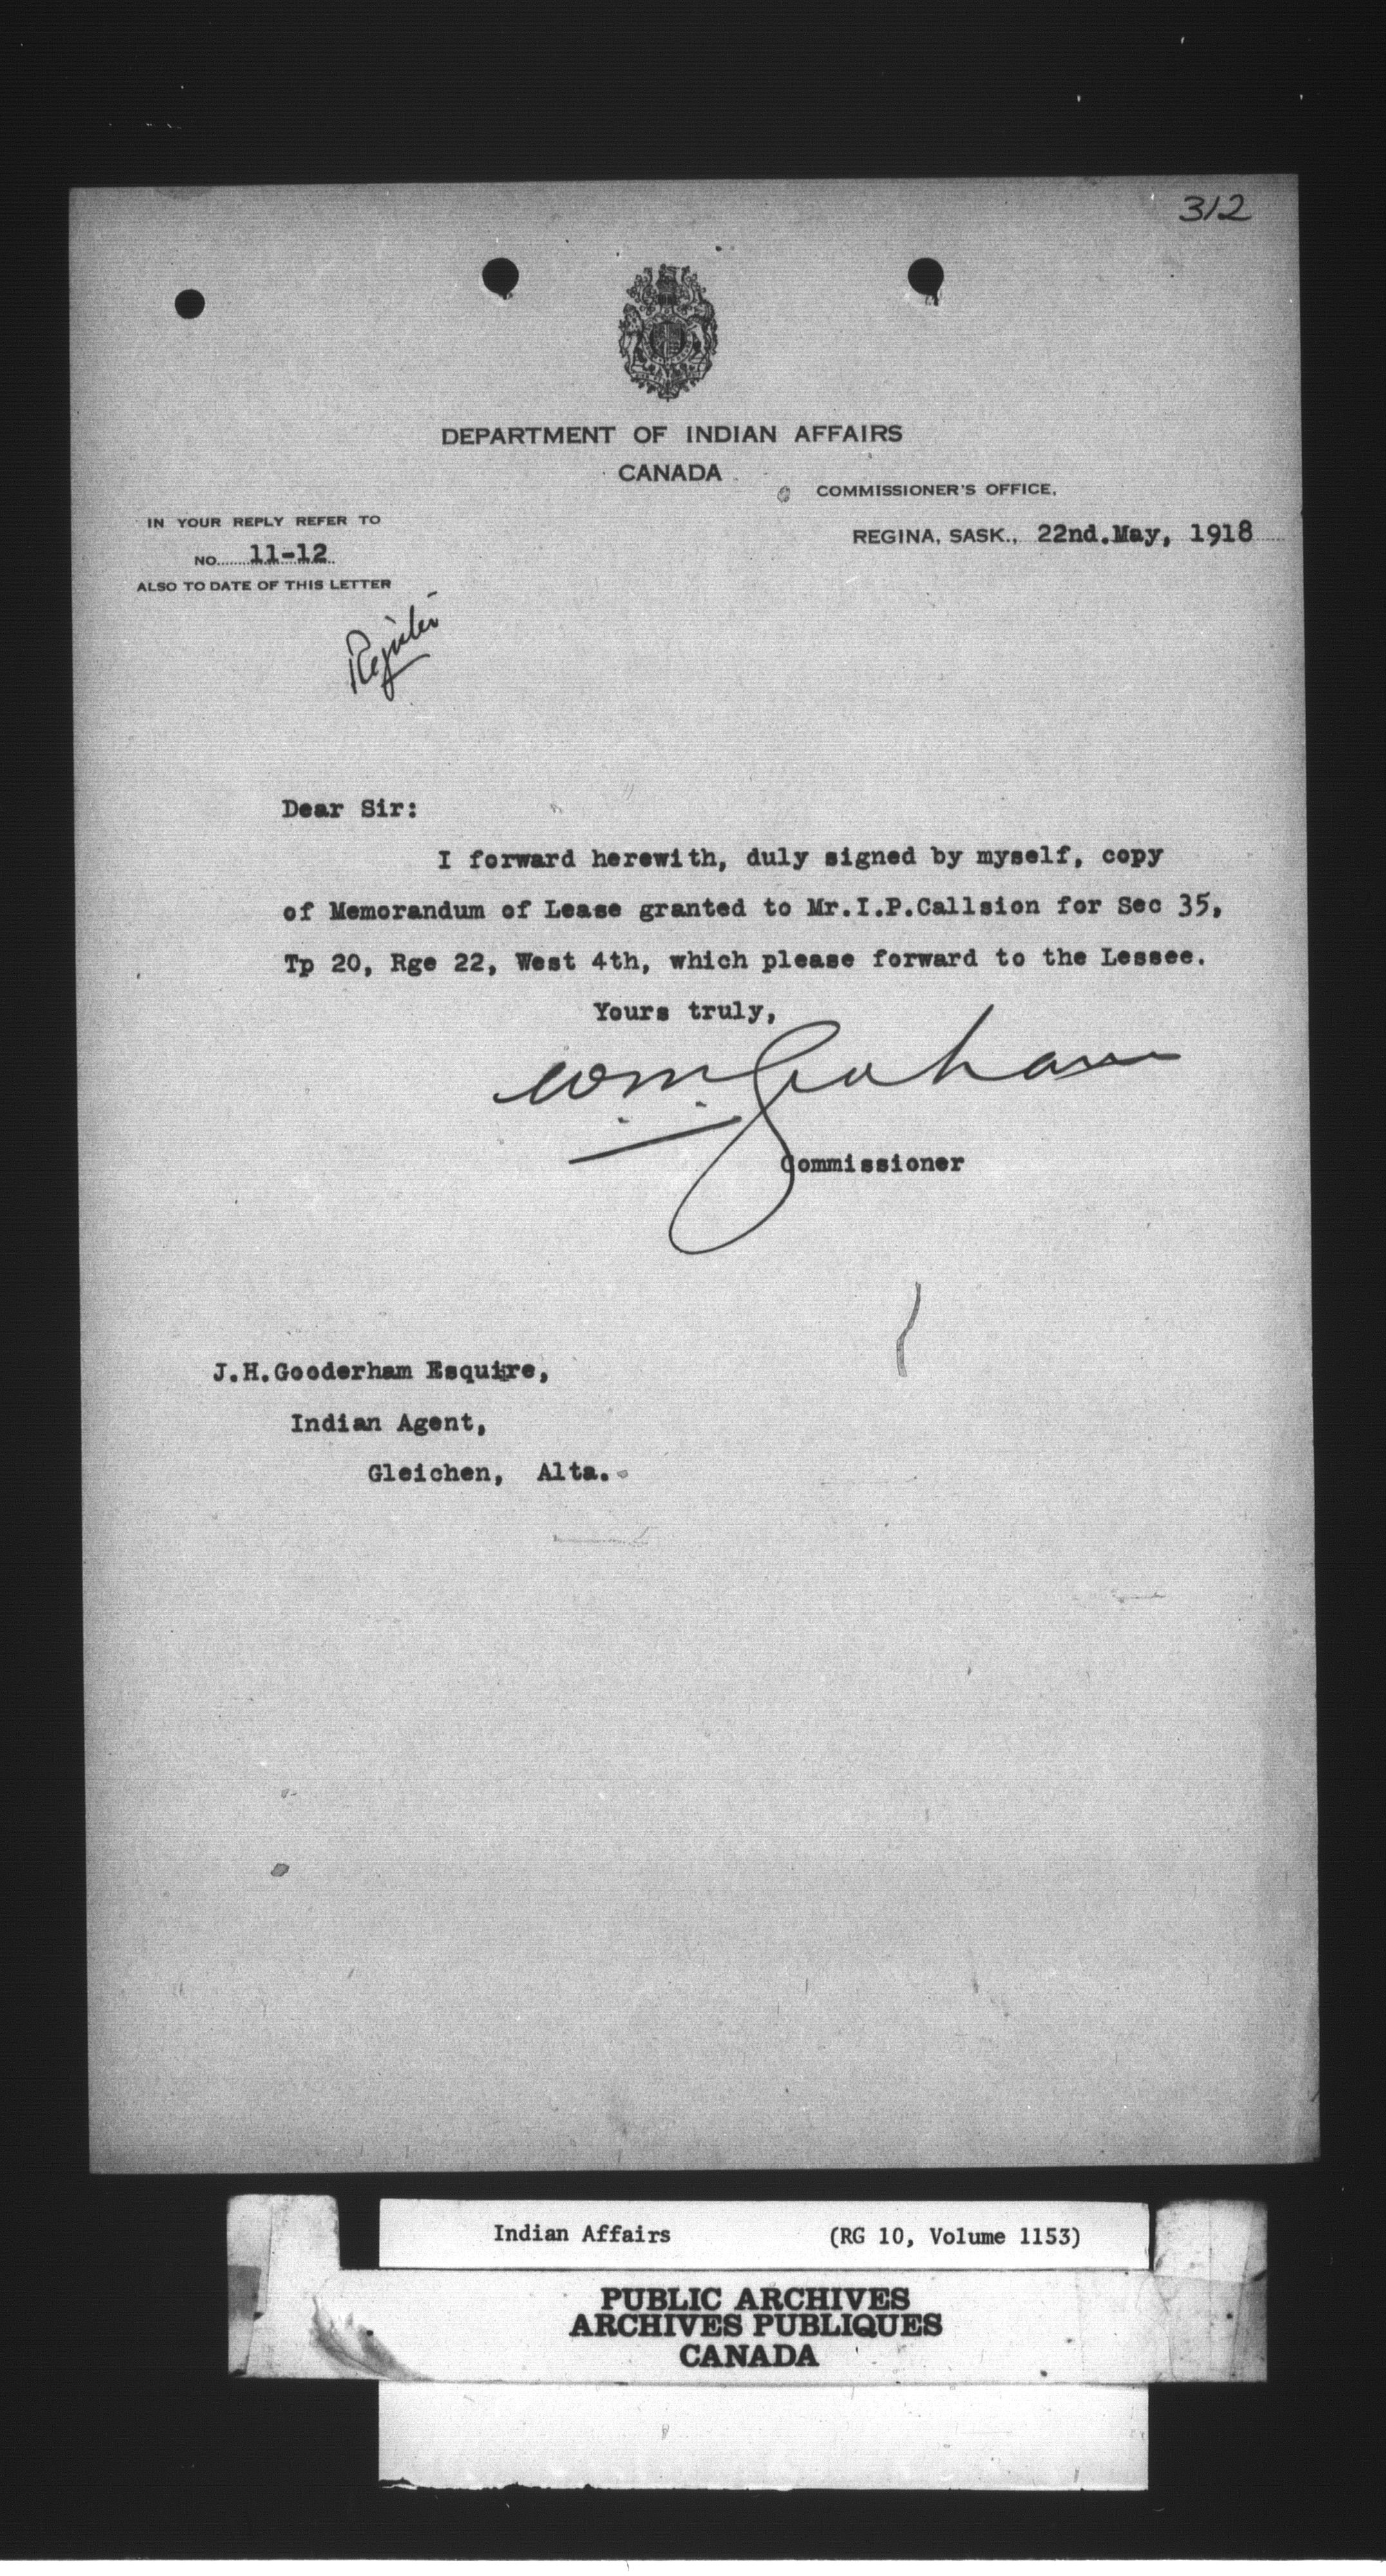 312
DEPARTMENT OF INDIAN AFFAIRS
CANADA
COMMISSIONER'S OFFICE,
IN YOUR REPLY REFER TO
REGINA, SASK., 22nd.May, 1918
NO. 11-12
ALSO TO DATE OF THIS LETTER
Register
Dear Sir:
I forward herewith, duly signed by myself, copy
of Memorandum of Lease granted to Mr.I.P.Callsion for Sec 35,
Tp 20, Rge 22, West 4th, which please forward to the Lessee.
Yours truly,
Wm Graham
Commissioner
J.H.Gooderham Esquire,
Indian Agent,
Gleichen, Alta.
Indian Affairs (RG 10, Volume 1153)
PUBLIC ARCHIVES
ARCHIVES PUBLIQUES
CANADA